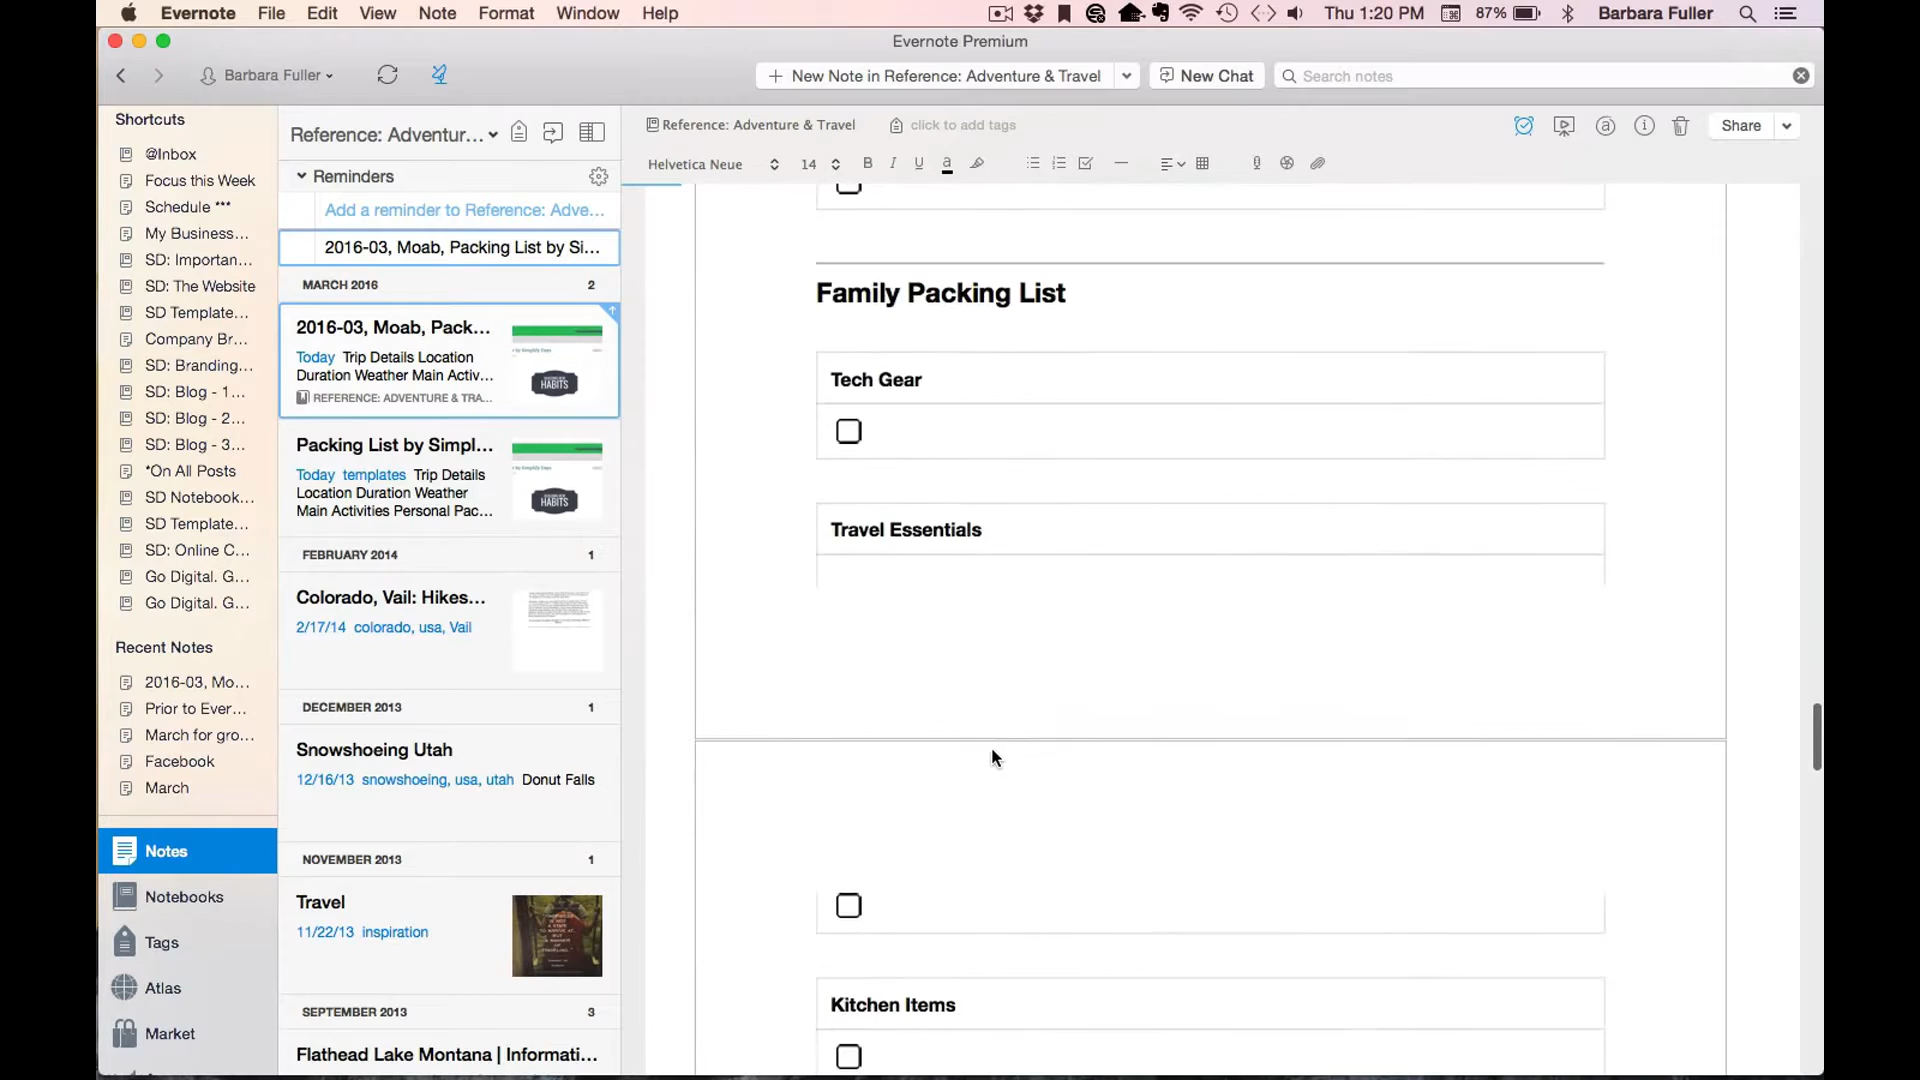 Evernote File Edit View Note Format Window Help Thu 1:20 PM 87% Barbara Fuller
Evernote Premium
Barbara Fuller
New Note in Reference: Adventure & Travel
New Chat
Search notes
Shortcuts
@Inbox
Focus this Week
Schedule ***
My Business...
SD: Importan...
SD: The Website
SD Template...
Company Br...
SD: Branding...
SD: Blog - 1...
SD: Blog - 2...
SD: Blog - 3...
*On All Posts
SD Notebook...
SD Template...
SD: Online C...
Go Digital. G...
Go Digital. G...
Recent Notes
2016-03, Mo...
Prior to Ever...
March for gro...
Facebook
March
Notes
Notebooks
Tags
Atlas
Market
Reference: Adventur...
Reminders
Add a reminder to Reference: Adve...
2016-03, Moab, Packing List by Si...
MARCH 2016 2
2016-03, Moab, Pack...
Today Trip Details Location
Duration Weather Main Activ...
REFERENCE: ADVENTURE & TRA...
HABITS
Packing List by Simpl...
Today templates Trip Details
Location Duration Weather
Main Activities Personal Pac...
HABITS
FEBRUARY 2014 1
Colorado, Vail: Hikes...
2/17/14 colorado, usa, Vail
DECEMBER 2013 1
Snowshoeing Utah
12/16/13 snowshoeing, usa, utah Donut Falls
NOVEMBER 2013 1
Travel
11/22/13 inspiration
SEPTEMBER 2013 3
Flathead Lake Montana | Informati...
Reference: Adventure & Travel
click to add tags
Share
Helvetica Neue 14 B I U a
Family Packing List
Tech Gear
Travel Essentials
Kitchen Items